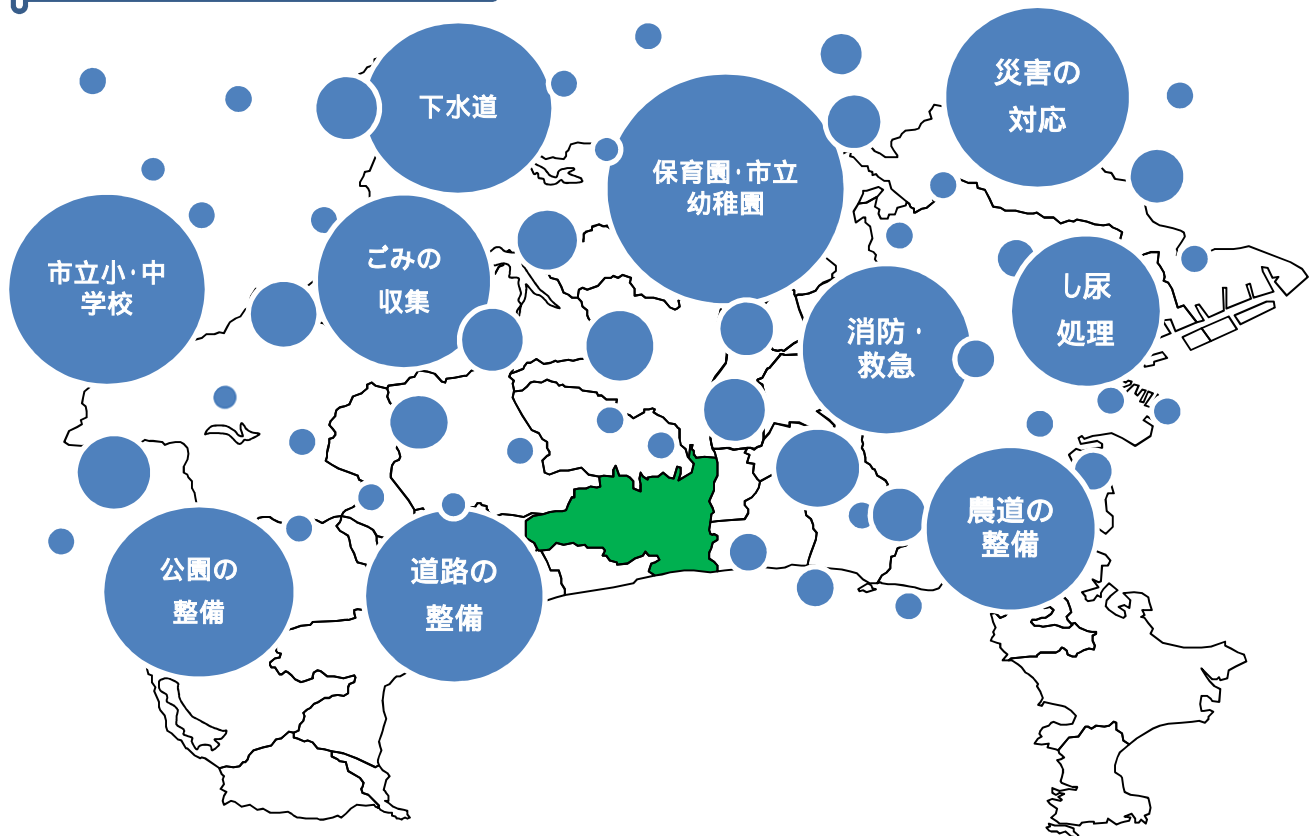 下水道
災害の
対応
保育園・市立
幼稚園
市立小・中
学校
ごみの
収集
消防・
救急
し尿
処理
農道の
整備
公園の
整備
道路の
整備